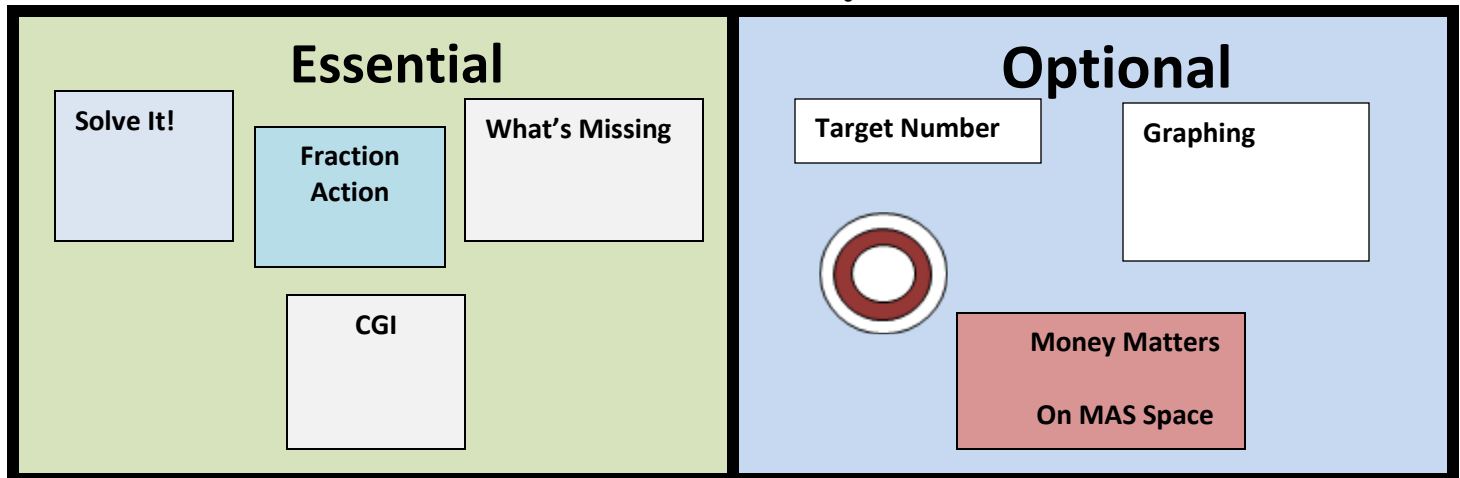 Essential
Solve It!
Fraction
Action
What's Missing
CGI
Optional
Target Number
Graphing
Money Matters
On MAS Space